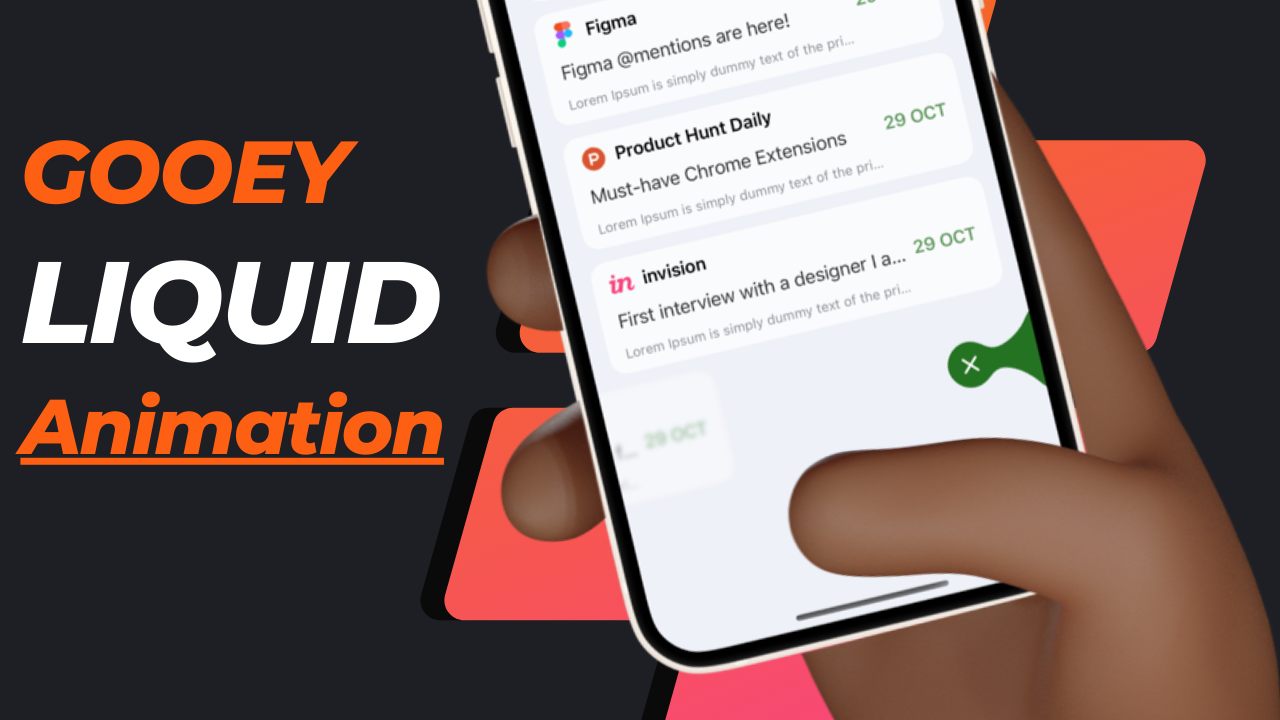 GOOEY
LIQUID
Animation
Figma
Figma @mentions are here!
Lorem Ipsum is simply dummy text of the pri...
Product Hunt Daily
29 OCT
Must-have Chrome Extensions
Lorem Ipsum is simply dummy text of the pri...
in invision
29 OCT
First interview with a designer I a...
Lorem Ipsum is simply dummy text of the pri...
29 OCT